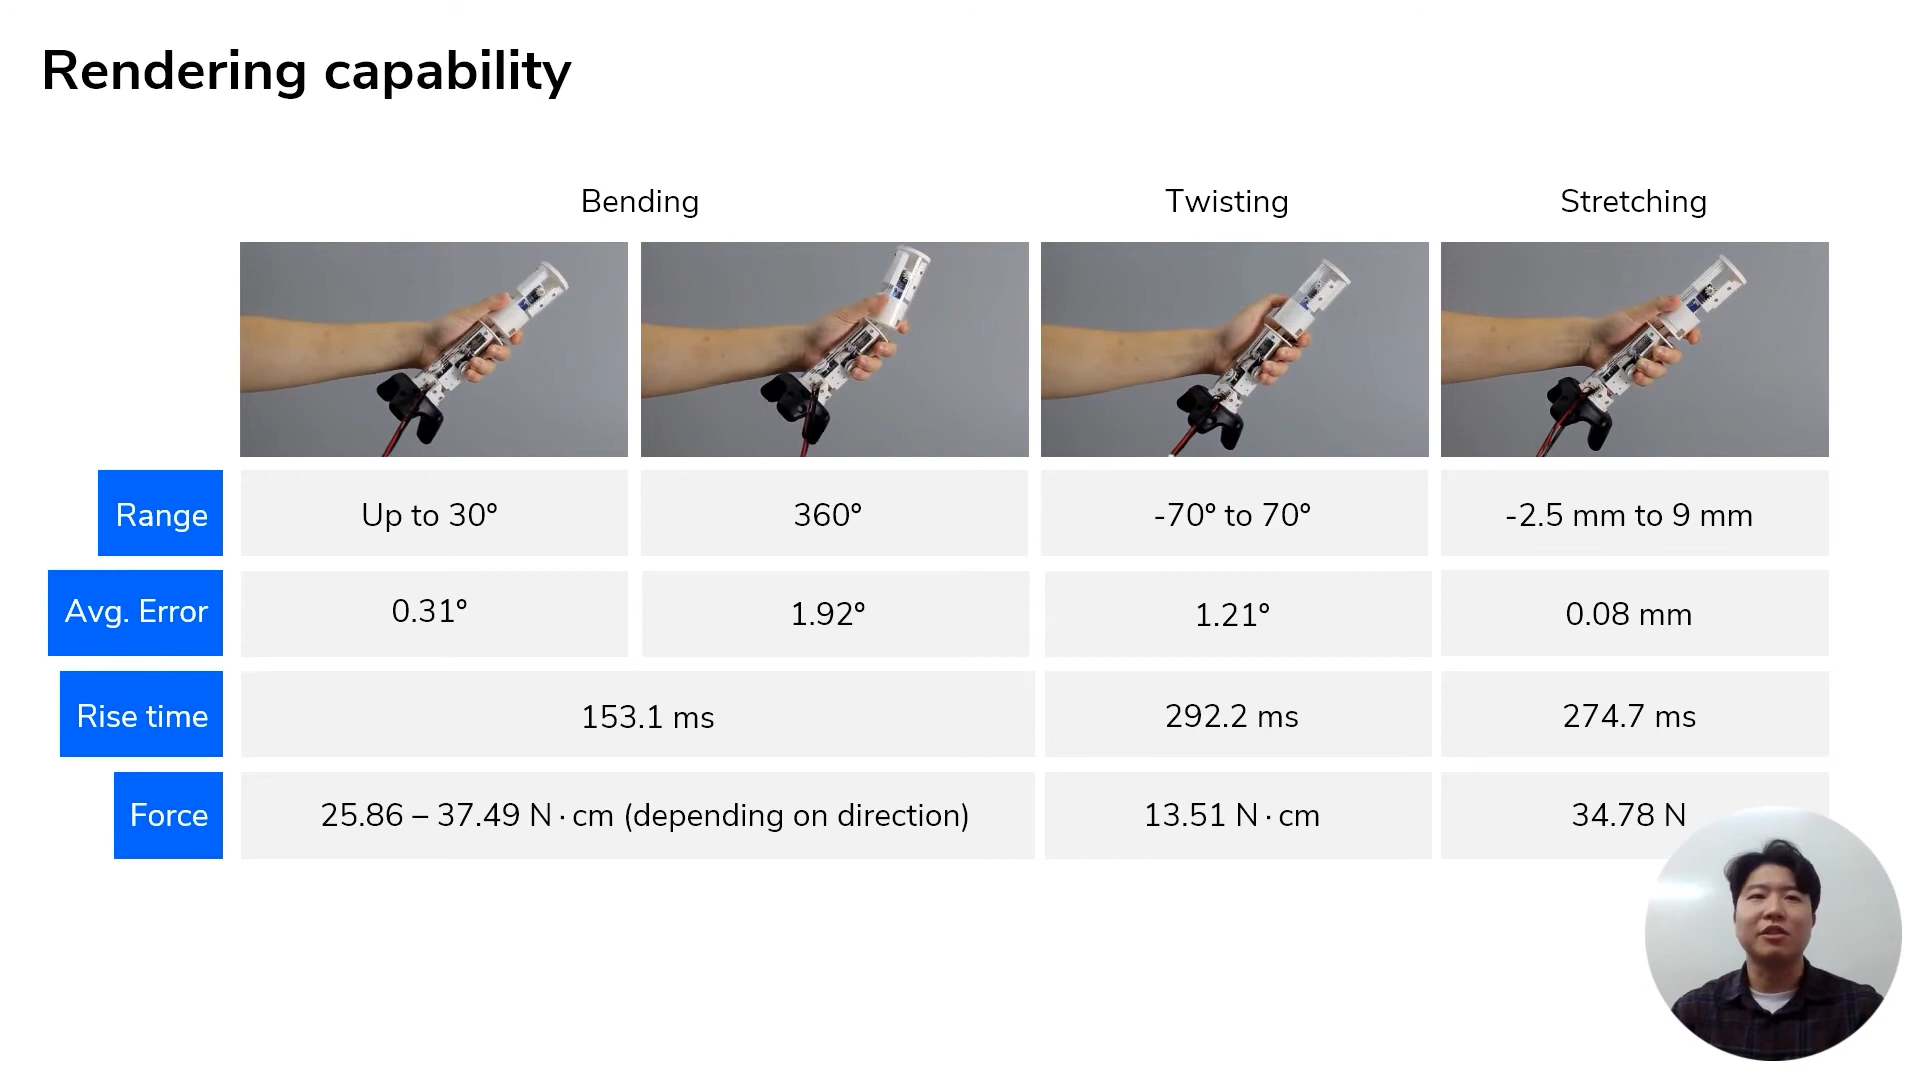 Rendering capability
Bending
Twisting
Stretching
Range
Up to 30°
360°
-70° to 70°
-2.5 mm to 9 mm
Avg. Error
0.31°
1.92°
1.21°
0.08 mm
Rise time
153.1 ms
292.2 ms
274.7 ms
Force
25.86 – 37.49 N · cm (depending on direction)
13.51 N · cm
34.78 N